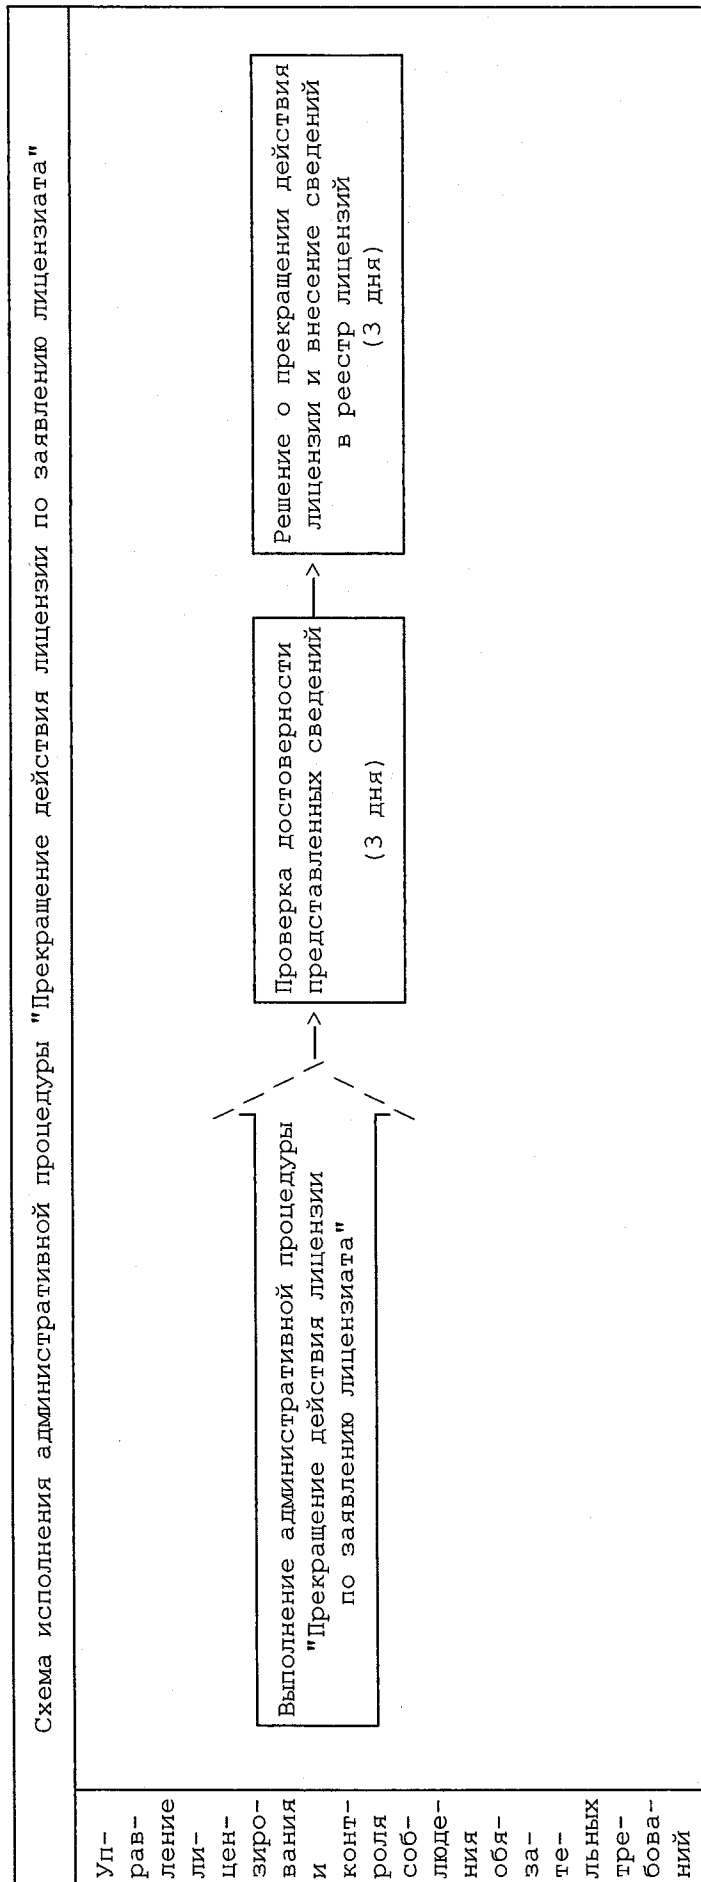 Схема исполнения административной процедуры "Прекращение действия лицензии по заявлению лицензиата"
Уп-
рав-
ление
ли-
цен-
зиро-
вания
и
конт-
роля
соб-
люде-
ния
обя-
за-
те-
льных
тре-
бова-
ний
Выполнение административной процедуры
"Прекращение действия лицензии
по заявлению лицензиата"
Проверка достоверности
представленных сведений
(3 дня)
Решение о прекращении действия
лицензии и внесение сведений
в реестр лицензий
(3 дня)